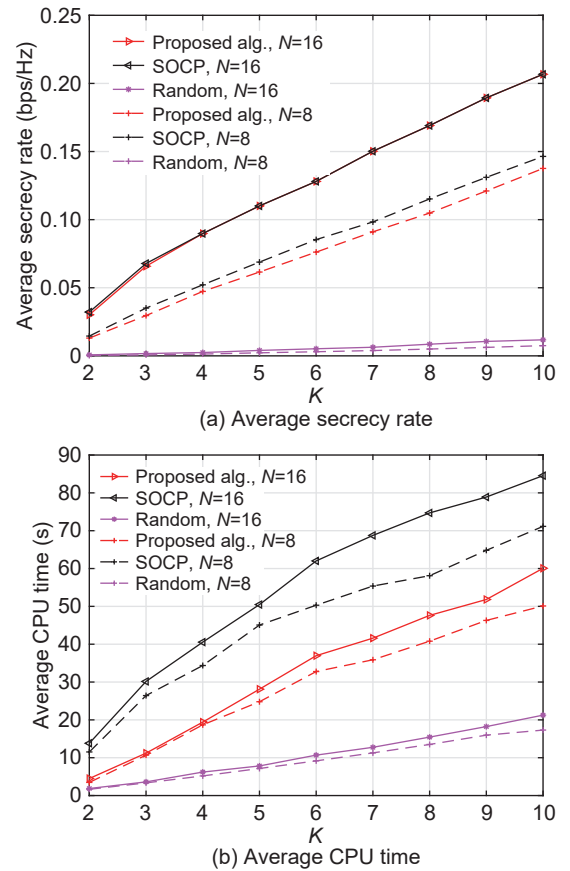 Average secrecy rate (bps/Hz)
0.25
0.20
0.15
0.10
0.05
0
Proposed alg., N=16
SOCP, N=16
Random, N=16
Proposed alg., N=8
SOCP, N=8
Random, N=8
2 3 4 5 6 7 8 9 10
K
(a) Average secrecy rate
Average CPU time (s)
90
80
70
60
50
40
30
20
10
0
Proposed alg., N=16
SOCP, N=16
Random, N=16
Proposed alg., N=8
SOCP, N=8
Random, N=8
2 3 4 5 6 7 8 9 10
K
(b) Average CPU time